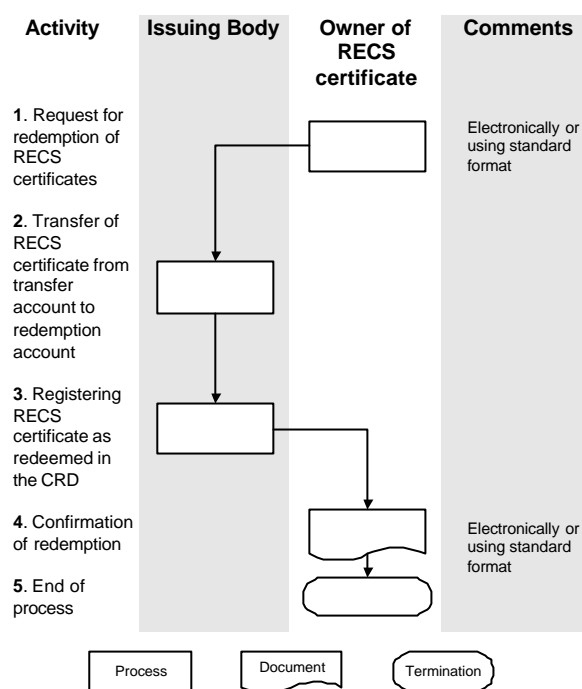 Activity
Issuing Body
Owner of
RECS
certificate
Comments
1. Request for
redemption of
RECS
certificates
Electronically or
using standard
format
2. Transfer of
RECS
certificate from
transfer
account to
redemption
account
3. Registering
RECS
certificate as
redeemed in
the CRD
4. Confirmation
of redemption
Electronically or
using standard
format
5. End of
process
Process
Document
Termination